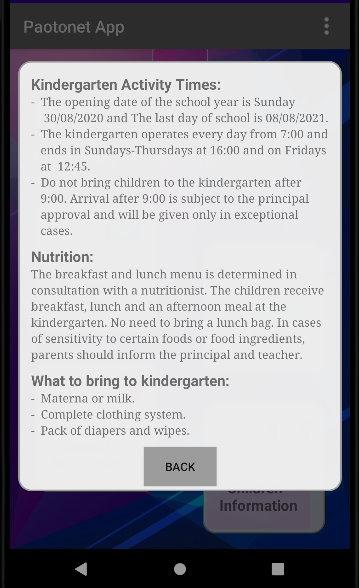 Paotonet App
Kindergarten Activity Times:
- The opening date of the school year is Sunday
30/08/2020 and The last day of school is 08/08/2021.
- The kindergarten operates every day from 7:00 and
ends in Sundays-Thursdays at 16:00 and on Fridays
at 12:45.
- Do not bring children to the kindergarten after
9:00. Arrival after 9:00 is subject to the principal
approval and will be given only in exceptional
cases.
Nutrition:
The breakfast and lunch menu is determined in
consultation with a nutritionist. The children receive
breakfast, lunch and an afternoon meal at the
kindergarten. No need to bring a lunch bag. In cases
of sensitivity to certain foods or food ingredients,
parents should inform the principal and teacher.
What to bring to kindergarten:
- Materna or milk.
- Complete clothing system.
- Pack of diapers and wipes.
BACK
Children
Information